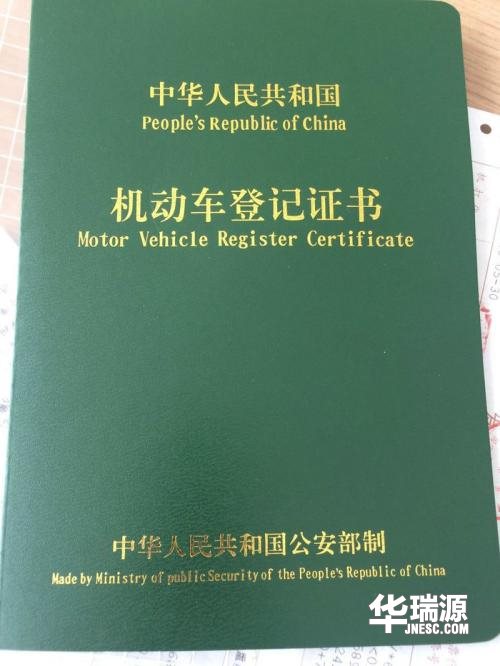 中华人民共和国
People's Republic of China
机动车登记证书
Motor Vehicle Register Certificate
中华人民共和国公安部制
Made by Ministry of public Security of the People's Republic of China
华瑞源
JNESC.COM
05-30